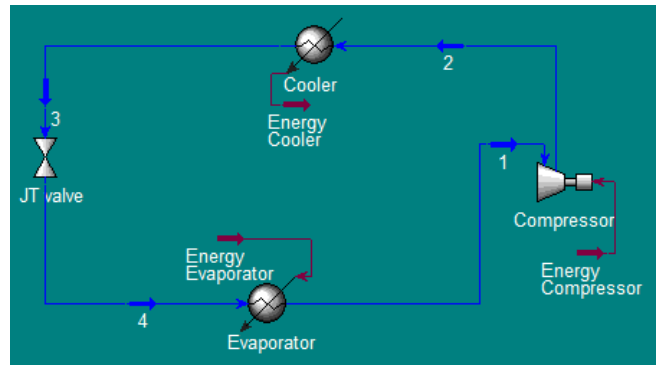 2
Cooler
Energy
Cooler
3
JT valve
1
Compressor
Energy
Compressor
Energy
Evaporator
4
Evaporator